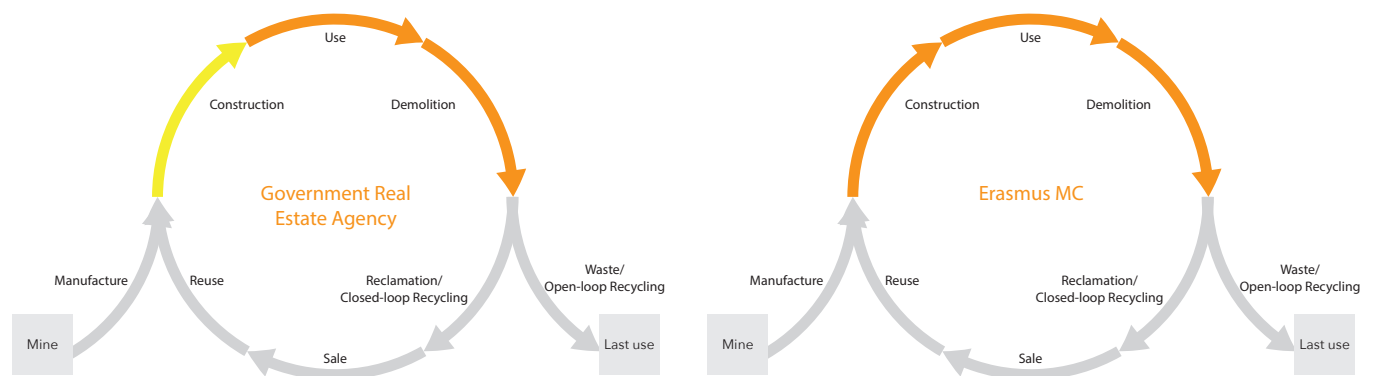 Use
Construction
Demolition
Government Real
Estate Agency
Manufacture
Reuse
Reclamation/
Closed-loop Recycling
Waste/
Open-loop Recycling
Mine
Sale
Last use
Use
Construction
Demolition
Erasmus MC
Manufacture
Reuse
Reclamation/
Closed-loop Recycling
Waste/
Open-loop Recycling
Mine
Sale
Last use